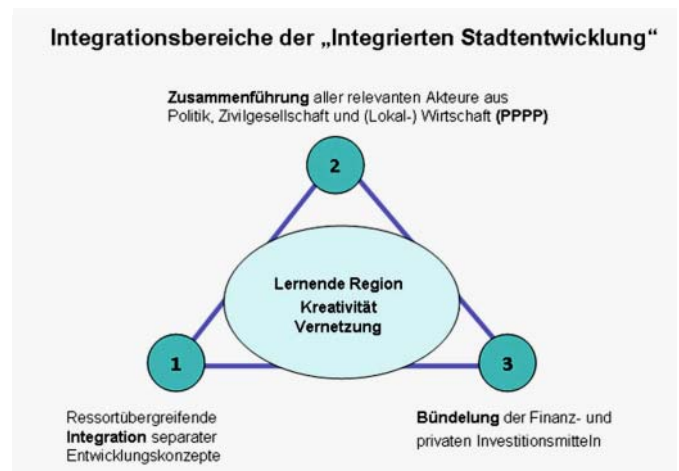 Integrationsbereiche der „Integrierten Stadtentwicklung“
Zusammenführung aller relevanten Akteure aus
Politik, Zivilgesellschaft und (Lokal-) Wirtschaft (PPPP)
2
Lernende Region
Kreativität
Vernetzung
1
3
Ressortübergreifende
Integration separater
Entwicklungskonzepte
Bündelung der Finanz- und
privaten Investitionsmitteln